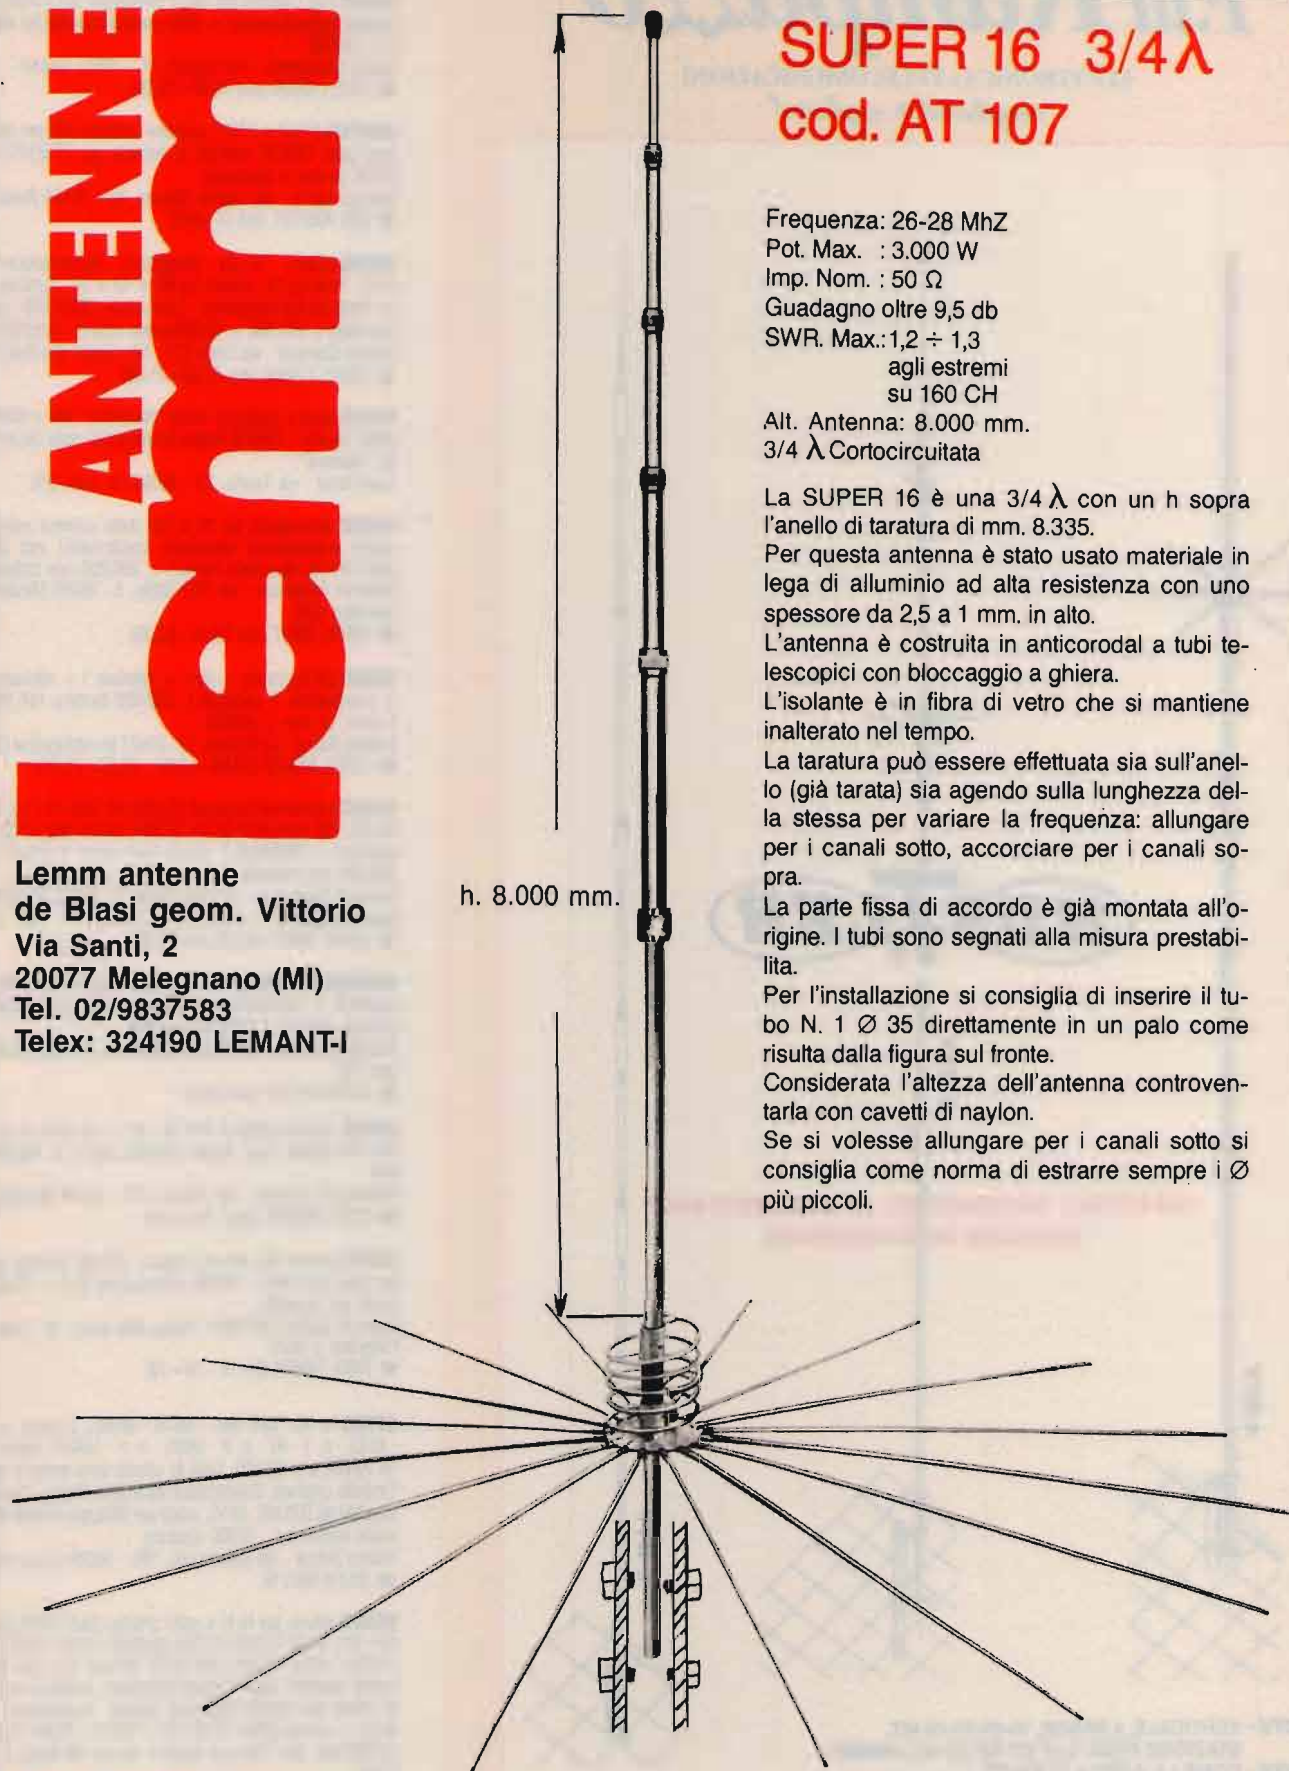 ANTENNE
lemm
Lemm antenne
de Blasi geom. Vittorio
Via Santi, 2
20077 Melegnano (MI)
Tel. 02/9837583
Telex: 324190 LEMANT-I
h. 8.000 mm.
SUPER 16 3/4 λ
cod. AT 107
Frequenza: 26-28 MhZ
Pot. Max. : 3.000 W
Imp. Nom. : 50 Ω
Guadagno oltre 9,5 db
SWR. Max.: 1,2 ÷ 1,3
agli estremi
su 160 CH
Alt. Antenna: 8.000 mm.
3/4 λ Cortocircuitata
La SUPER 16 è una 3/4 λ con un h sopra
l'anello di taratura di mm. 8.335.
Per questa antenna è stato usato materiale in
lega di alluminio ad alta resistenza con uno
spessore da 2,5 a 1 mm. in alto.
L'antenna è costruita in anticorodal a tubi te-
lescopici con bloccaggio a ghiera.
L'isolante è in fibra di vetro che si mantiene
inalterato nel tempo.
La taratura può essere effettuata sia sull'anel-
lo (già tarata) sia agendo sulla lunghezza del-
la stessa per variare la frequenza: allungare
per i canali sotto, accorciare per i canali so-
pra.
La parte fissa di accordo è già montata all'o-
rigine. I tubi sono segnati alla misura prestabi-
lita.
Per l'installazione si consiglia di inserire il tu-
bo N. 1 Ø 35 direttamente in un palo come
risulta dalla figura sul fronte.
Considerata l'altezza dell'antenna controven-
tarla con cavetti di naylon.
Se si volesse allungare per i canali sotto si
consiglia come norma di estrarre sempre i Ø
più piccoli.